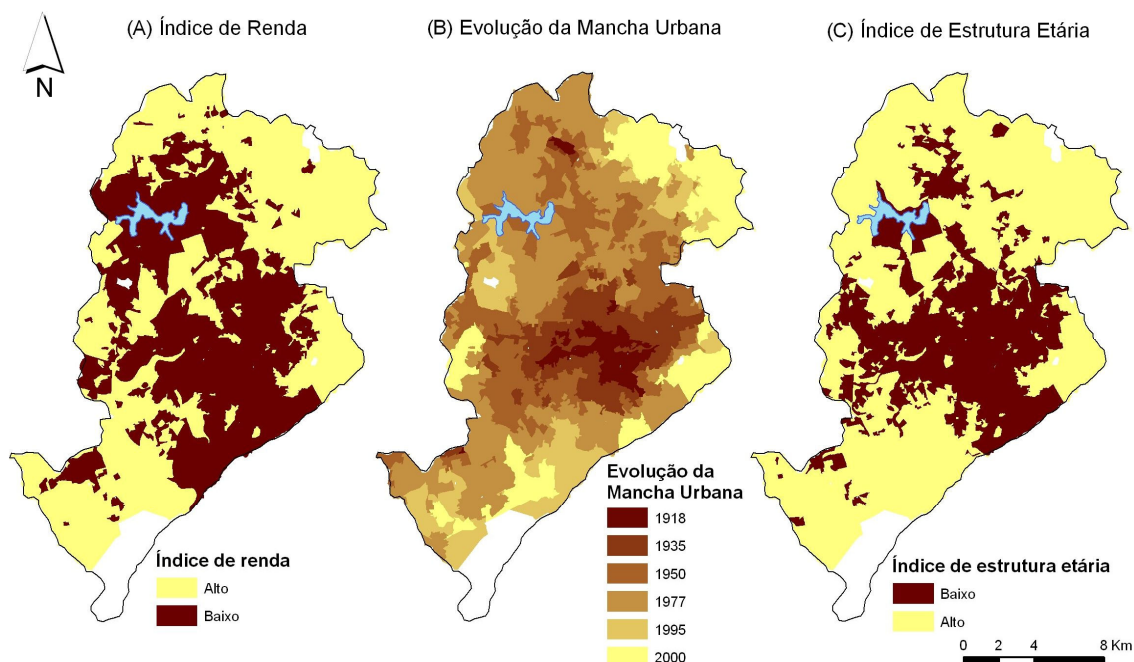 (A) Índice de Renda
(B) Evolução da Mancha Urbana
(C) Índice de Estrutura Etária
N
Índice de renda
Alto
Baixo
Evolução da
Mancha Urbana
1918
1935
1950
1977
1995
2000
Índice de estrutura etária
Baixo
Alto
0 2 4 8 Km